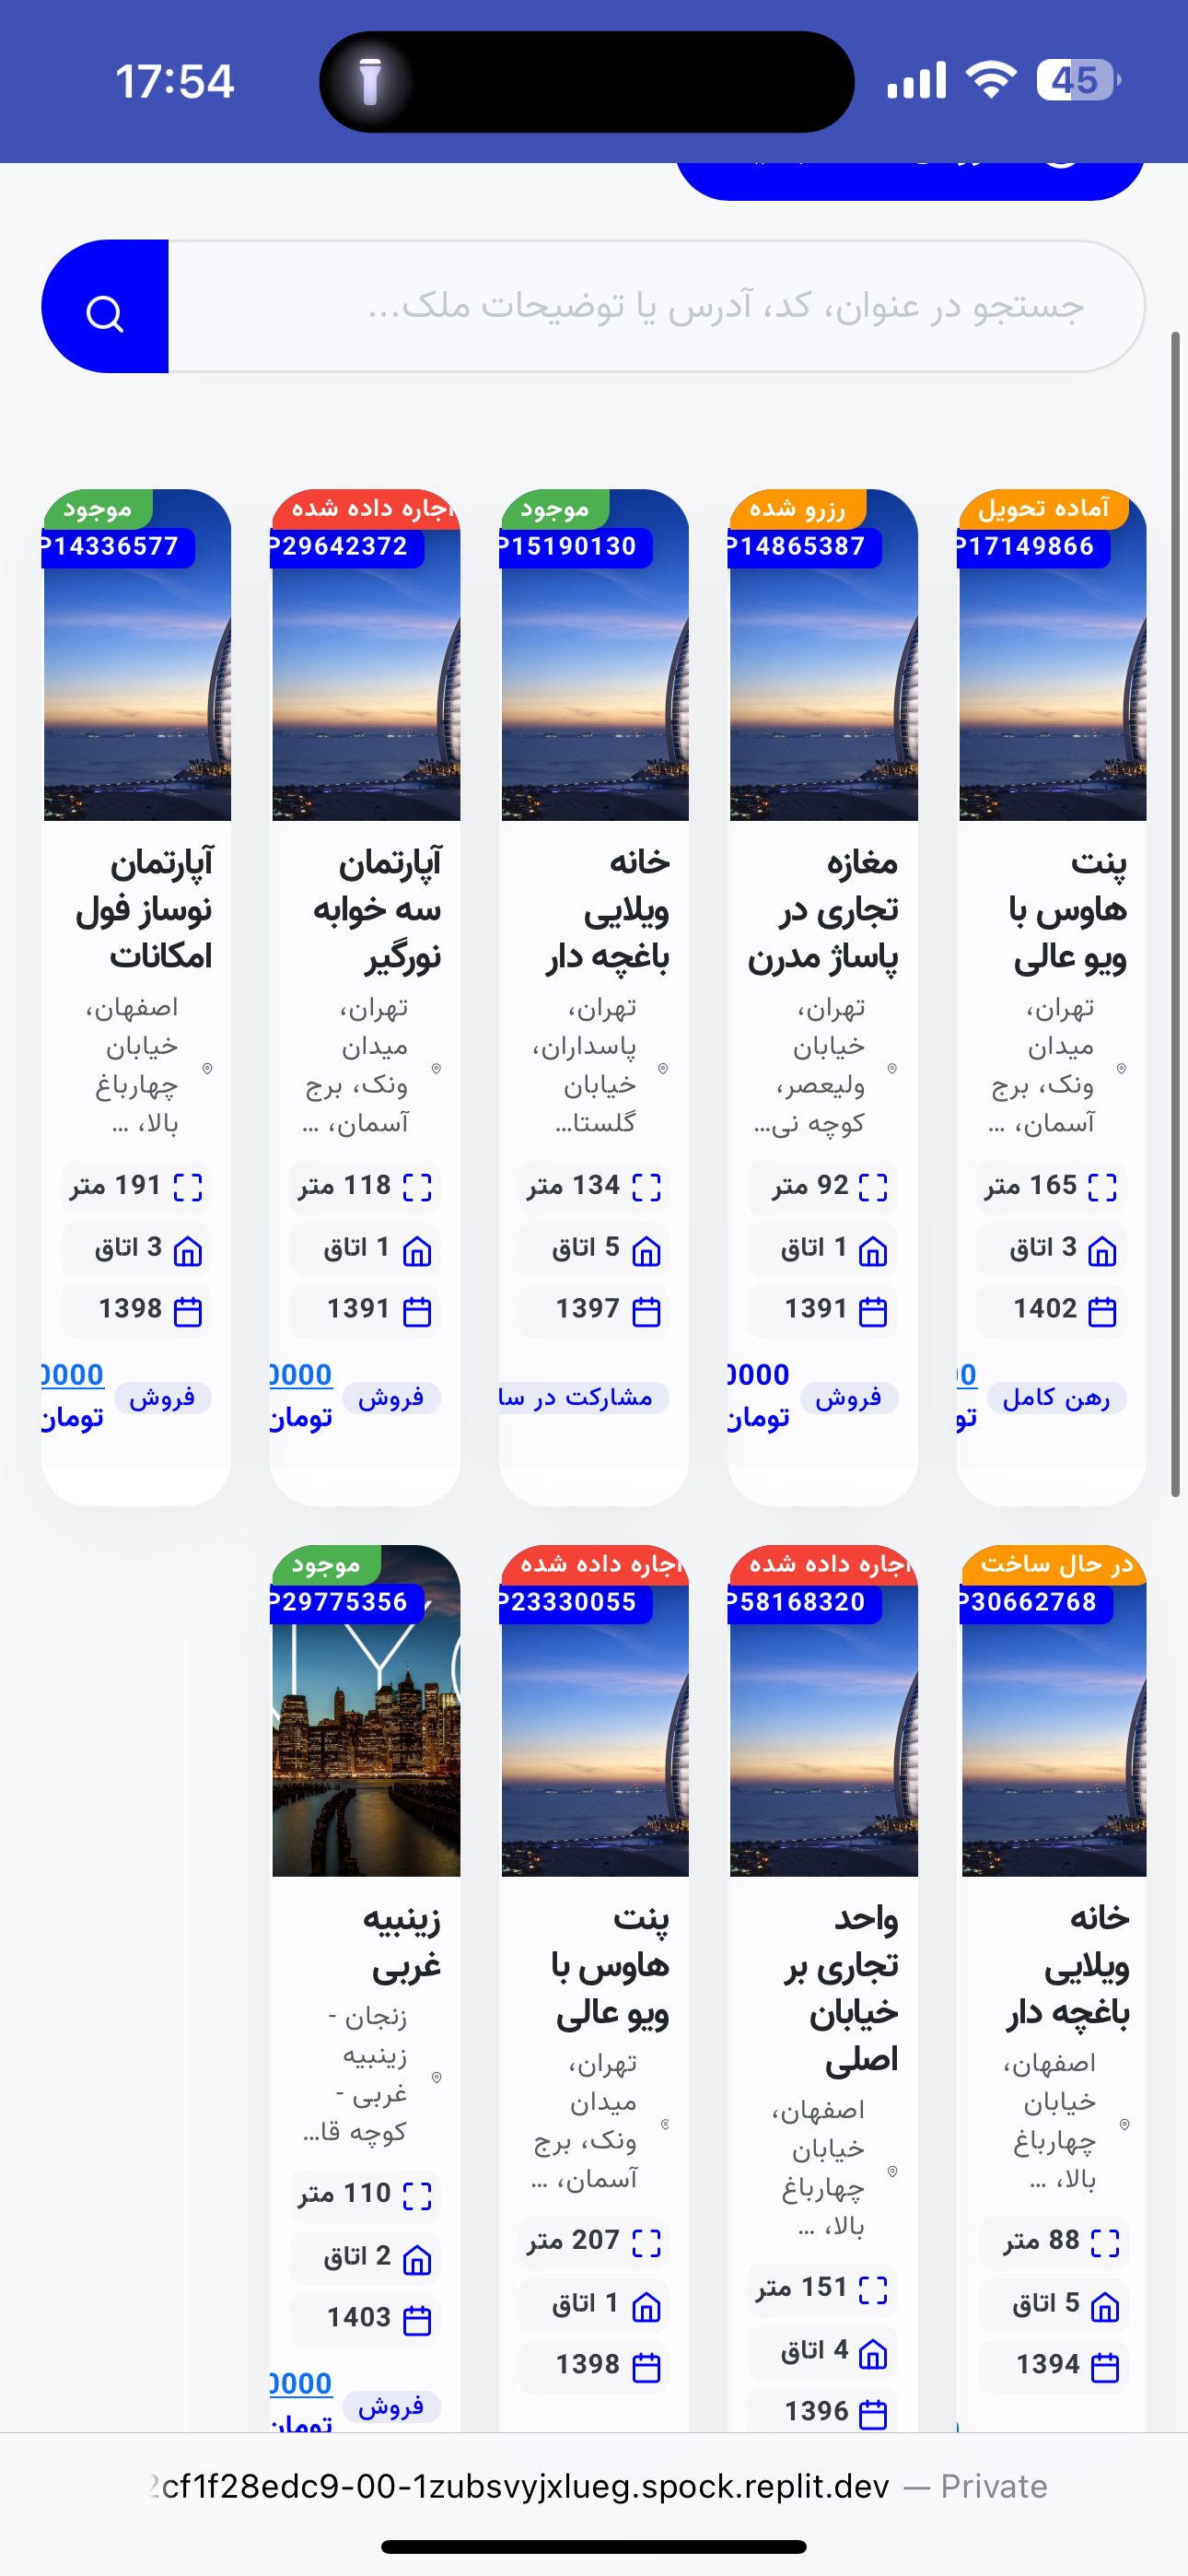 17:54
45
جستجو در عنوان، کد، آدرس یا توضیحات ملک...
آماده تحویل
P17149866
پنت
هاوس با
ویو عالی
تهران،
میدان
ونک، برج
آسمان، ...
165 متر
3 اتاق
1402
رهن کامل
رزرو شده
P14865387
مغازه
تجاری در
پاساژ مدرن
تهران،
خیابان
ولیعصر،
کوچه نی...
92 متر
1 اتاق
1391
فروش
0000
تومان
موجود
P15190130
خانه
ویلایی
باغچه دار
تهران،
پاسداران،
خیابان
گلستا...
134 متر
5 اتاق
1397
مشارکت در سا
اجاره داده شده
P29642372
آپارتمان
سه خوابه
نورگیر
تهران،
میدان
ونک، برج
آسمان، ...
118 متر
1 اتاق
1391
فروش
0000
تومان
موجود
P14336577
آپارتمان
نوساز فول
امکانات
اصفهان،
خیابان
چهارباغ
بالا، ...
191 متر
3 اتاق
1398
فروش
0000
تومان
در حال ساخت
P30662768
خانه
ویلایی
باغچه دار
اصفهان،
خیابان
چهارباغ
بالا، ...
88 متر
5 اتاق
1394
اجاره داده شده
P58168320
واحد
تجاری بر
خیابان
اصلی
اصفهان،
خیابان
چهارباغ
بالا، ...
151 متر
4 اتاق
1396
اجاره داده شده
P23330055
پنت
هاوس با
ویو عالی
تهران،
میدان
ونک، برج
آسمان، ...
207 متر
1 اتاق
1398
موجود
P29775356
زینبیه
غربی
زنجان -
زینبیه
غربی -
کوچه قا...
110 متر
2 اتاق
1403
فروش
0000
تومان
cf1f28edc9-00-1zubsvyjxlueg.spock.replit.dev — Private